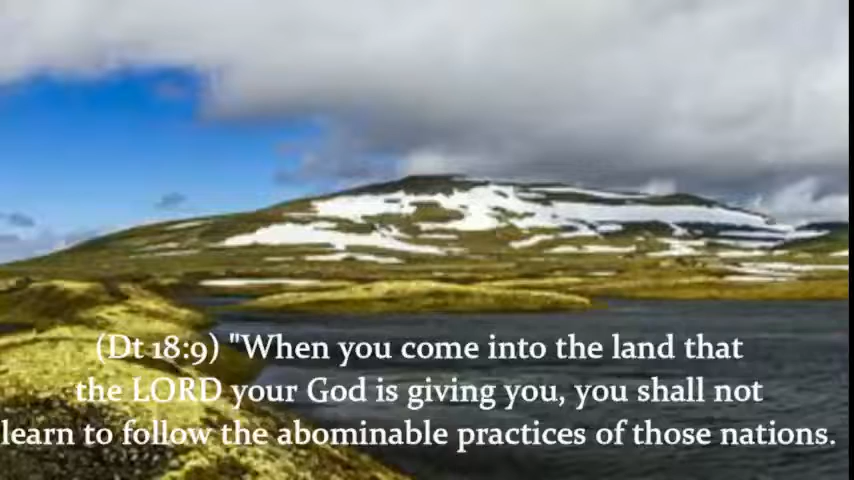 (Dt 18:9) "When you come into the land that
the LORD your God is giving you, you shall not
learn to follow the abominable practices of those nations.